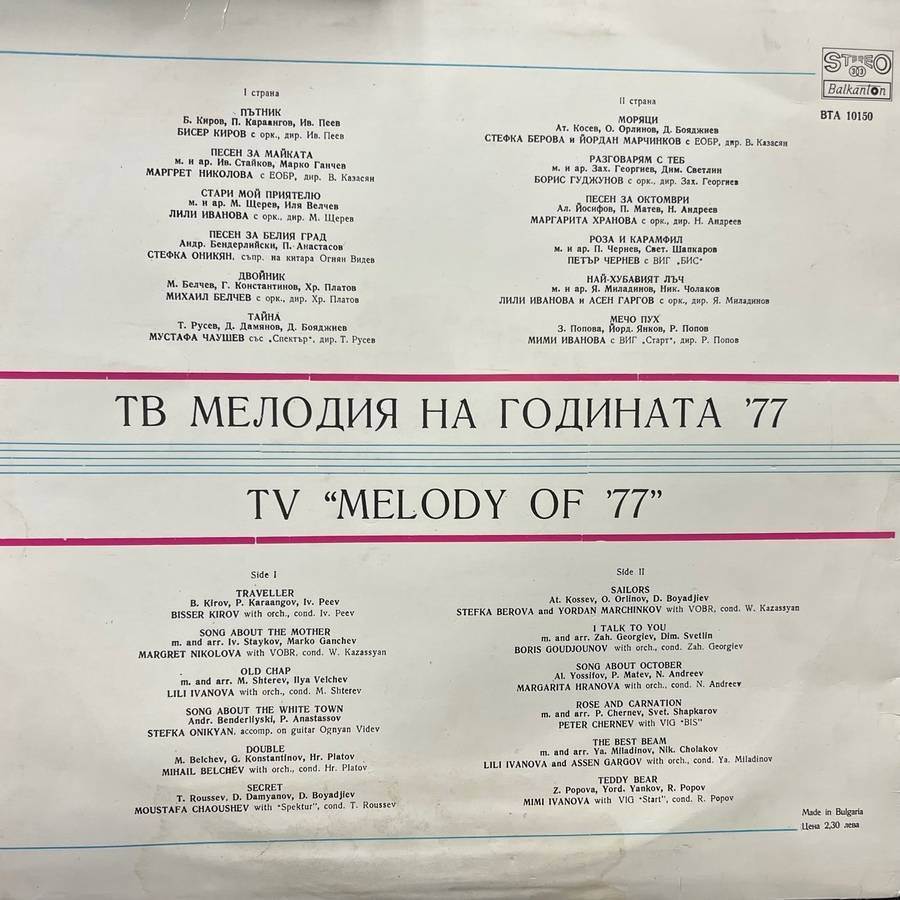 STEREO
33
Balkanton
ВТА 10150
I страна
ПЪТНИК
Б. Киров, П. Караангов, Ив. Пеев
БИСЕР КИРОВ с орк., дир. Ив. Пеев
ПЕСЕН ЗА МАЙКАТА
м. и ар. Ив. Стайков, Марко Ганчев
МАРГРЕТ НИКОЛОВА с ЕОБР, дир. В. Казасян
СТАРИ МОЙ ПРИЯТЕЛЮ
м. и ар. М. Щерев, Иля Велчев
ЛИЛИ ИВАНОВА с орк., дир. М. Щерев
ПЕСЕН ЗА БЕЛИЯ ГРАД
Андр. Бендерлийски, П. Анастасов
СТЕФКА ОНИКЯН, съпр. на китара Огнян Видев
ДВОЙНИК
М. Белчев, Г. Константинов, Хр. Платов
МИХАИЛ БЕЛЧЕВ с орк., дир. Хр. Платов
ТАЙНА
Т. Русев, Д. Дамянов, Д. Бояджиев
МУСТАФА ЧАУШЕВ със „Спектър", дир. Т. Русев
II страна
МОРЯЦИ
Ат. Косев, О. Орлинов, Д. Бояджиев
СТЕФКА БЕРОВА и ЙОРДАН МАРЧИНКОВ с ЕОБР, дир. В. Казасян
РАЗГОВАРЯМ С ТЕБ
м. и ар. Зах. Георгиев, Дим. Светлин
БОРИС ГУДЖУНОВ с орк., дир. Зах. Георгиев
ПЕСЕН ЗА ОКТОМВРИ
Ал. Йосифов, П. Матев, Н. Андреев
МАРГАРИТА ХРАНОВА с орк., дир. Н. Андреев
РОЗА И КАРАМФИЛ
м. и ар. П. Чернев, Свет. Шапкаров
ПЕТЪР ЧЕРНЕВ с ВИГ „БИС"
НАЙ-ХУБАВИЯТ ЛЪЧ
м. и ар. Я. Миладинов, Ник. Чолаков
ЛИЛИ ИВАНОВА и АСЕН ГАРГОВ с орк., дир. Я. Миладинов
МЕЧО ПУХ
З. Попова, Йорд. Янков, Р. Попов
МИМИ ИВАНОВА с ВИГ „Старт", дир. Р. Попов
ТВ МЕЛОДИЯ НА ГОДИНАТА '77
TV “MELODY OF '77”
Side I
TRAVELLER
B. Kirov, P. Karaangov, Iv. Peev
BISSER KIROV with orch., cond. Iv. Peev
SONG ABOUT THE MOTHER
m. and arr. Iv. Staykov, Marko Ganchev
MARGRET NIKOLOVA with VOBR, cond. W. Kazassyan
OLD CHAP
m. and arr. M. Shterev, Ilya Velchev
LILI IVANOVA with orch., cond. M. Shterev
SONG ABOUT THE WHITE TOWN
Andr. Benderliyski, P. Anastassov
STEFKA ONIKYAN, accomp. on guitar Ognyan Videv
DOUBLE
M. Belchev, G. Konstantinov, Hr. Platov
MIHAIL BELCHEV with orch., cond. Hr. Platov
SECRET
T. Roussev, D. Damyanov, D. Boyadjiev
MOUSTAFA CHAOUSHEV with "Spektur", cond. T. Roussev
Side II
SAILORS
At. Kossev, O. Orlinov, D. Boyadjiev
STEFKA BEROVA and YORDAN MARCHINKOV with VOBR, cond. W. Kazassyan
I TALK TO YOU
m. and arr. Zah. Georgiev, Dim. Svetlin
BORIS GOUDJOUNOV with orch., cond. Zah. Georgiev
SONG ABOUT OCTOBER
Al. Yossifov, P. Matev, N. Andreev
MARGARITA HRANOVA with orch., cond. N. Andreev
ROSE AND CARNATION
m. and arr. P. Chernev, Svet. Shapkarov
PETER CHERNEV with VIG "BIS"
THE BEST BEAM
m. and arr. Ya. Miladinov, Nik. Cholakov
LILI IVANOVA and ASSEN GARGOV with orch., cond. Ya. Miladinov
TEDDY BEAR
Z. Popova, Yord. Yankov, R. Popov
MIMI IVANOVA with VIG "Start", cond. R. Popov
Made in Bulgaria
Цена 2,30 лева